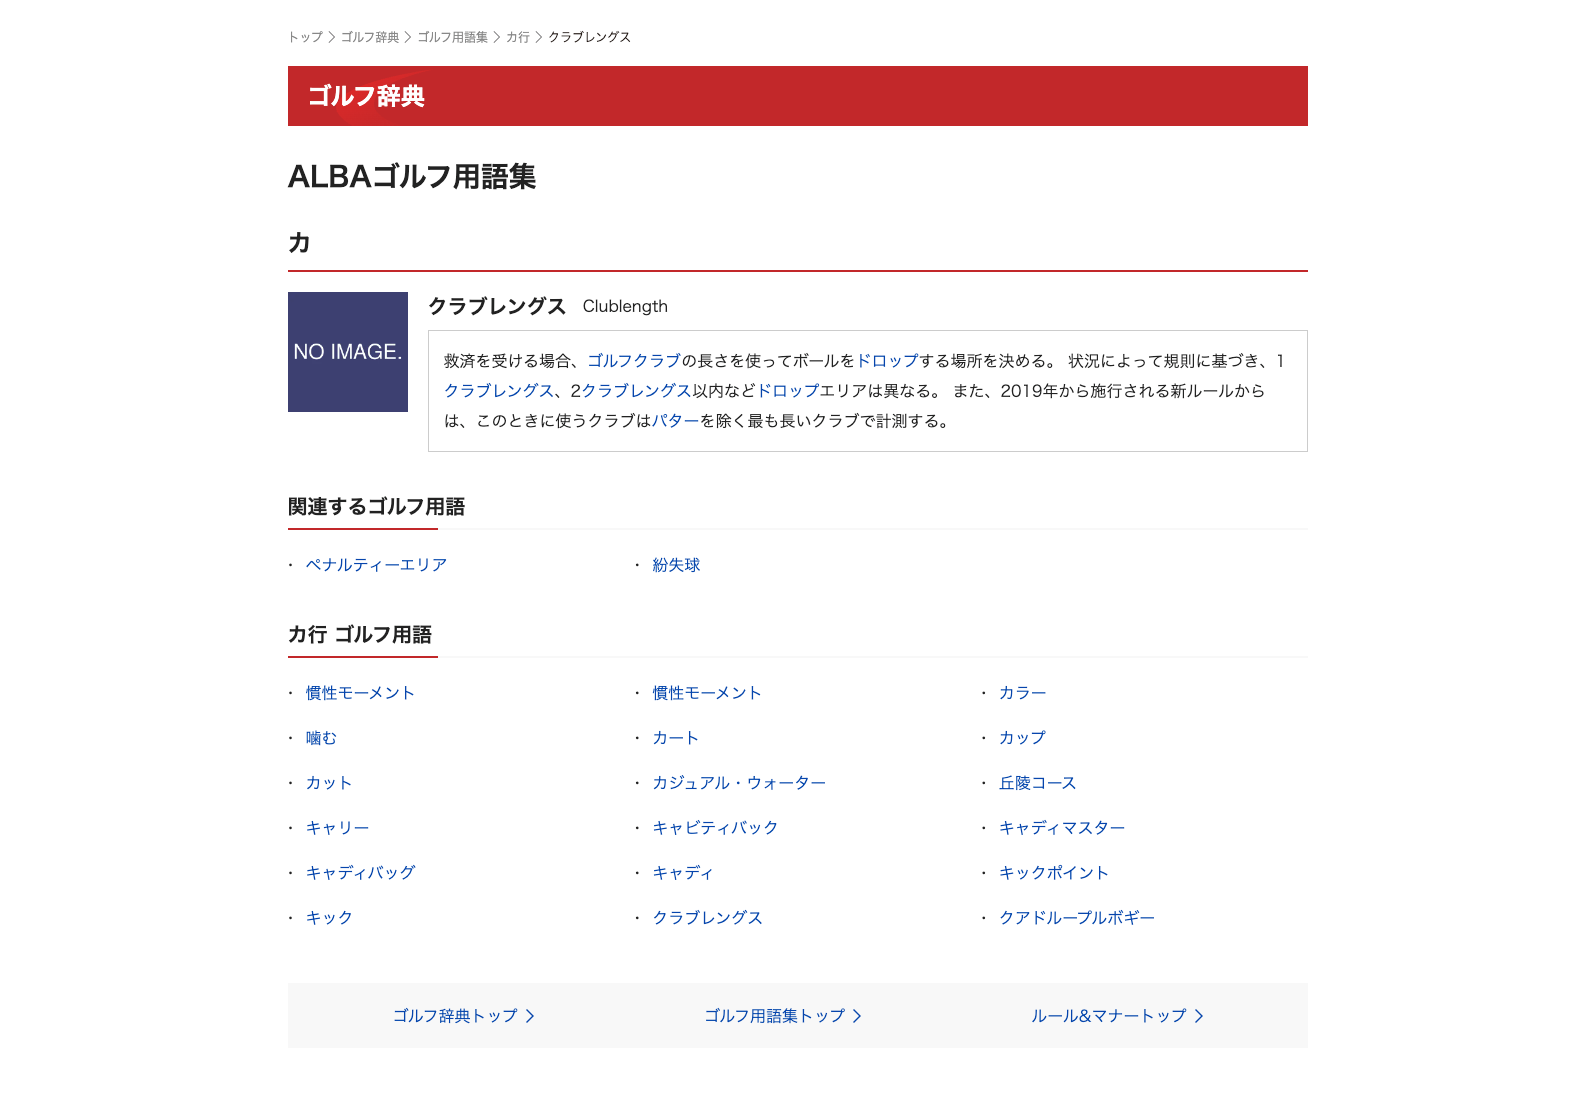 トップ > ゴルフ辞典 > ゴルフ用語集 > カ行 > クラブレングス
ゴルフ辞典
ALBAゴルフ用語集
カ
NO IMAGE.
クラブレングス Clublength
救済を受ける場合、ゴルフクラブの長さを使ってボールをドロップする場所を決める。 状況によって規則に基づき、1
クラブレングス、2クラブレングス以内などドロップエリアは異なる。 また、2019年から施行される新ルールから
は、このときに使うクラブはパターを除く最も長いクラブで計測する。
関連するゴルフ用語
・ ペナルティーエリア ・ 紛失球
カ行 ゴルフ用語
・ 慣性モーメント ・ 慣性モーメント ・ カラー
・ 噛む ・ カート ・ カップ
・ カット ・ カジュアル・ウォーター ・ 丘陵コース
・ キャリー ・ キャビティバック ・ キャディマスター
・ キャディバッグ ・ キャディ ・ キックポイント
・ キック ・ クラブレングス ・ クアドループルボギー
ゴルフ辞典トップ > ゴルフ用語集トップ > ルール&マナートップ >